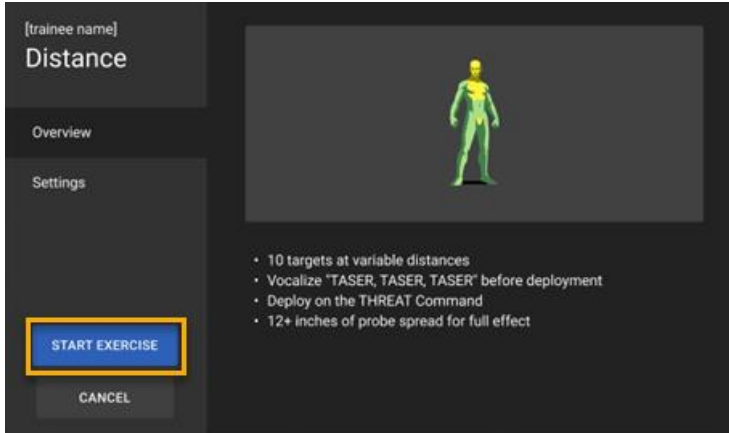 [trainee name]
Distance
Overview
Settings
START EXERCISE
CANCEL
• 10 targets at variable distances
• Vocalize "TASER, TASER, TASER" before deployment
• Deploy on the THREAT Command
• 12+ inches of probe spread for full effect